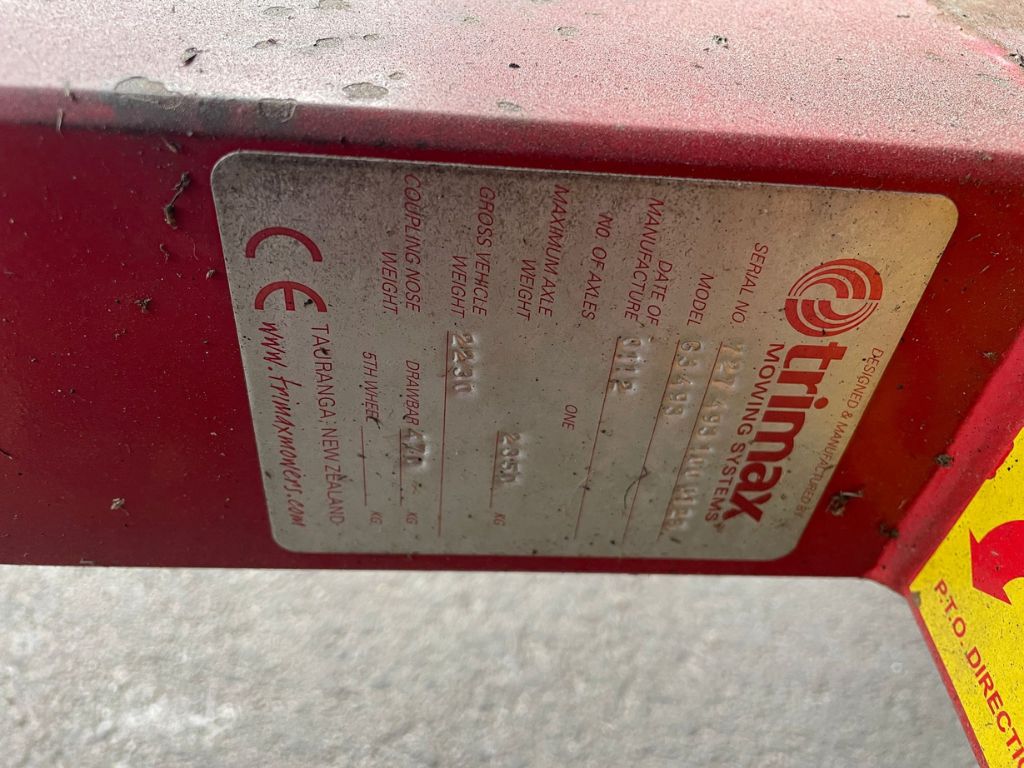 DESIGNED & MANUFACTURED BY
trimax
MOWING SYSTEMS
SERIAL NO.
MODEL
DATE OF
MANUFACTURE
NO. OF AXLES ONE
MAXIMUM AXLE
WEIGHT KG
GROSS VEHICLE
WEIGHT 2230
COUPLING NOSE
WEIGHT DRAWBAR KG
5TH WHEEL KG
TAURANGA, NEW ZEALAND
www.trimaxmowers.com
CE
P.T.O. DIRECTIO